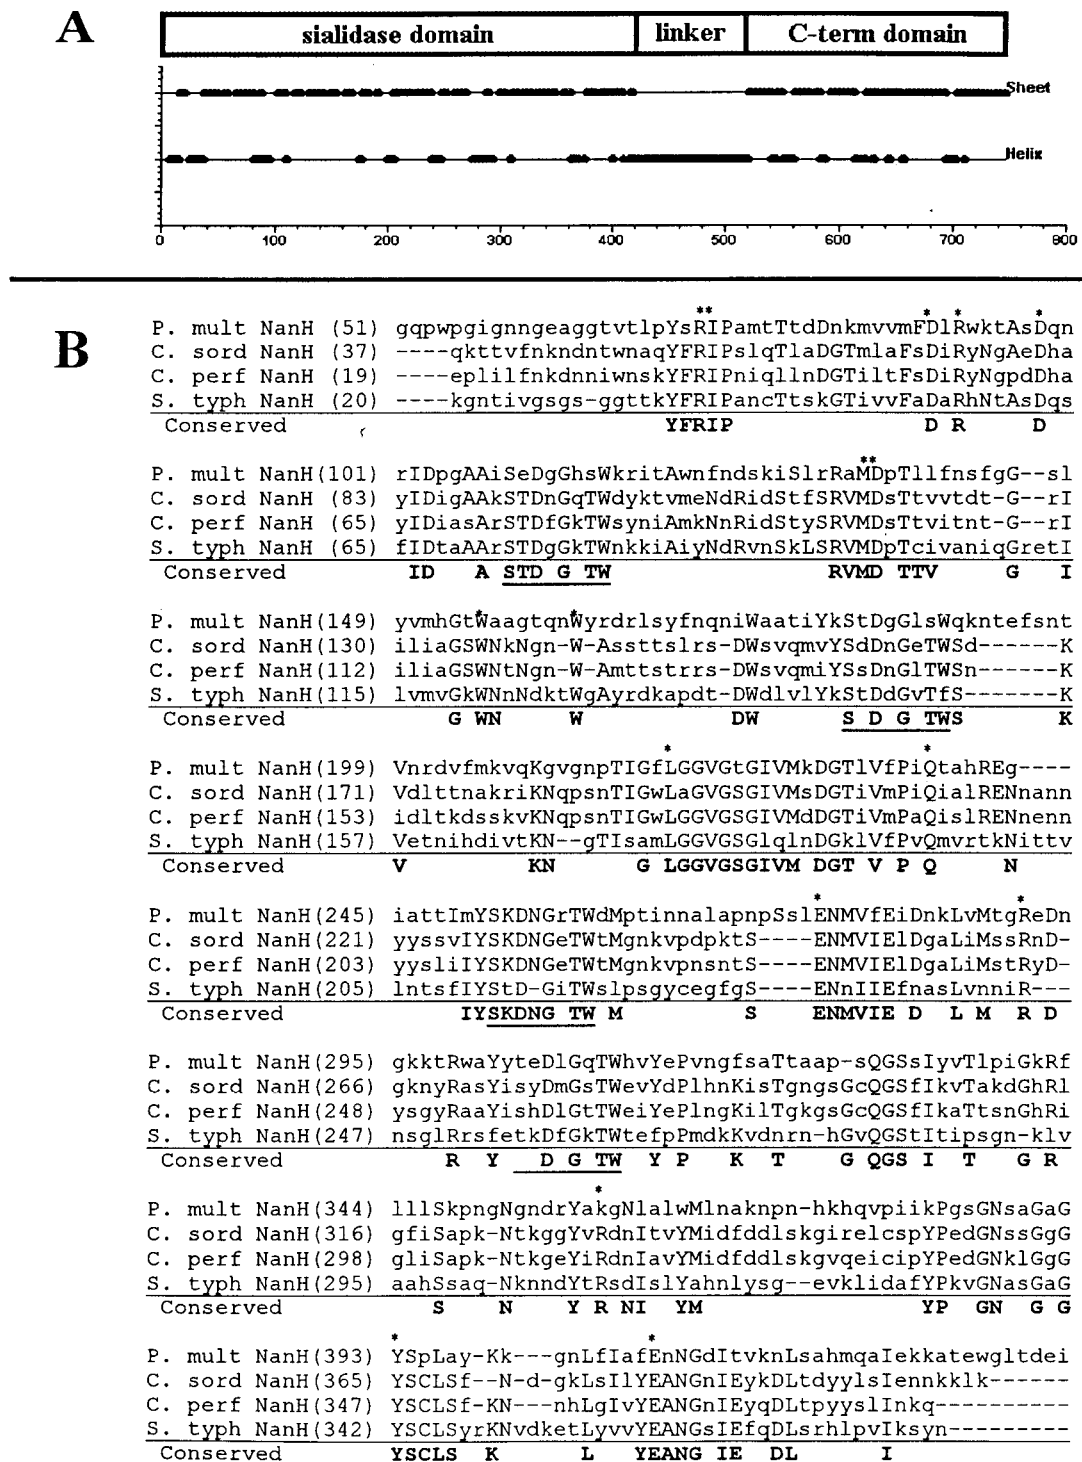 A
sialidase domain linker C-term domain
Sheet
Helix
0 100 200 300 400 500 600 700 800 900
B
** * * *
P. mult NanH (51) gqpwpgignngeaggtvtlpYsRIPamtTtdDnkmvvmFDlRwktAsDqn
C. sord NanH (37) ----qkttvfnkndntwnaqYFRIPslqTlaDGTmlaFsDiRyNgAeDha
C. perf NanH (19) ----eplilfnkdnniwnskYFRIPniqllnDGTiltFsDiRyNgpdDha
S. typh NanH (20) ----kgntivgsgs-ggttkYFRIPancTtskGTivvFaDaRhNtAsDqs
Conserved YFRIP D R D
**
P. mult NanH(101) rIDpgAAiSeDgGhsWkritAwnfndskiSlrRaMDpTllfnsfgG--sl
C. sord NanH (83) yIDigAAkSTDnGqTWdyktvmeNdRidStfSRVMDsTtvvtdt-G--rI
C. perf NanH (65) yIDiasArSTDfGkTWsyniAmkNnRidStySRVMDsTtvitnt-G--rI
S. typh NanH (65) fIDtaAArSTDgGkTWnkkiAiyNdRvnSkLSRVMDpTcivaniqGretI
Conserved ID A STD G TW RVMD TTV G I
* *
P. mult NanH(149) yvmhGtWaagtqnWyrdrlsyfnqniWaatiYkStDgGlsWqkntefsnt
C. sord NanH(130) iliaGSWNkNgn-W-Assttslrs-DWsvqmvYSdDnGeTWSd------K
C. perf NanH(112) iliaGSWNtNgn-W-Amttstrrs-DWsvqmiYSsDnGlTWSn------K
S. typh NanH(115) lvmvGkWNnNdktWgAyrdkapdt-DWdlvlYkStDdGvTfS-------K
Conserved G WN W DW S D G TWS K
* *
P. mult NanH(199) VnrdvfmkvqKgvgnpTIGfLGGVGtGIVMkDGTlVfPiQtahREg----
C. sord NanH(171) VdlttnakriKNqpsnTIGwLaGVGSGIVMsDGTiVmPiQialRENnann
C. perf NanH(153) idltkdsskvKNqpsnTIGwLGGVGSGIVMdDGTiVmPaQislRENnenn
S. typh NanH(157) VetnihdivtKN--gTIsamLGGVGSGlqlnDGklVfPvQmvrtkNittv
Conserved V KN G LGGVGSGIVM DGT V P Q N
* *
P. mult NanH(245) iattImYSKDNGrTWdMptinnalapnpSslENMVfEiDnkLvMtgReDn
C. sord NanH(221) yyssvIYSKDNGeTWtMgnkvpdpktS----ENMVIElDgaLiMssRnD-
C. perf NanH(203) yysliIYSKDNGeTWtMgnkvpnsntS----ENMVIElDgaLiMstRyD-
S. typh NanH(205) lntsfIYStD-GiTWslpsgycegfgS----ENnIIEfnasLvnniR---
Conserved IYSKDNG TW M S ENMVIE D L M R D
P. mult NanH(295) gkktRwaYyteDlGqTWhvYePvngfsaTtaap-sQGSsIyvTlpiGkRf
C. sord NanH(266) gknyRasYisyDmGsTWevYdPlhnKisTgngsGcQGSfIkvTakdGhRl
C. perf NanH(248) ysgyRaaYishDlGtTWeiYePlngKilTgkgsGcQGSfIkaTtsnGhRi
S. typh NanH(247) nsglRrsfetkDfGkTWtefpPmdkKvdnrn-hGvQGStItipsgn-klv
Conserved R Y D G TW Y P K T G QGS I T G R
*
P. mult NanH(344) lllSkpngNgndrYakgNlalwMlnaknpn-hkhqvpiikPgsGNsaGaG
C. sord NanH(316) gfiSapk-NtkggYvRdnItvYMidfddlskgirelcspYPedGNssGgG
C. perf NanH(298) gliSapk-NtkgeYiRdnIavYMidfddlskgvqeicipYPedGNklGgG
S. typh NanH(295) aahSsaq-NknndYtRsdIslYahnlysg--evklidafYPkvGNasGaG
Conserved S N Y R NI YM YP GN G G
* *
P. mult NanH(393) YSpLay-Kk---gnLfIafEnNGdItvknLsahmqaIekkatewgltdei
C. sord NanH(365) YSCLSf--N-d-gkLsIlYEANGnIEykDLtdyylsIennkklk------
C. perf NanH(347) YSCLSf-KN---nhLgIvYEANGnIEyqDLtpyyslInkq----------
S. typh NanH(342) YSCLSyrKNvdketLyvvYEANGsIEfqDLsrhlpvIksyn---------
Conserved YSCLS K L YEANG IE DL I